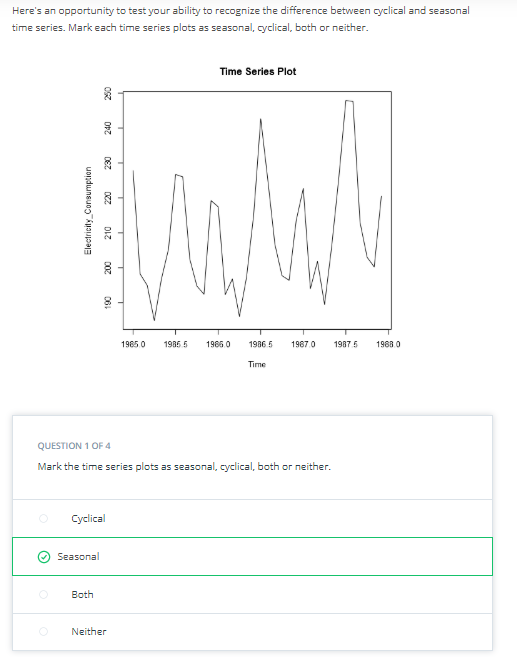 Here's an opportunity to test your ability to recognize the difference between cyclical and seasonal
time series. Mark each time series plots as seasonal, cyclical, both or neither.
Time Series Plot
Electricity_Consumption
250
240
230
220
210
200
190
1985.0 1985.5 1986.0 1986.5 1987.0 1987.5 1988.0
Time
QUESTION 1 OF 4
Mark the time series plots as seasonal, cyclical, both or neither.
Cyclical
Seasonal
Both
Neither